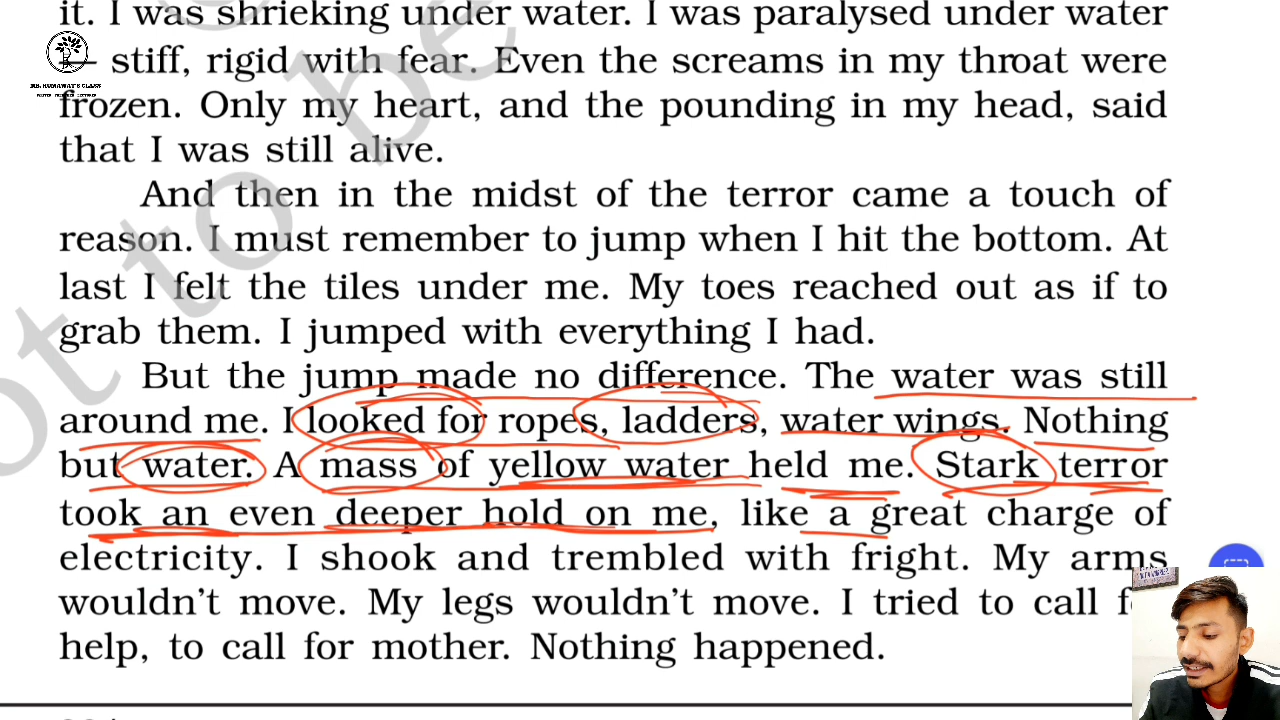 it. I was shrieking under water. I was paralysed under water
— stiff, rigid with fear. Even the screams in my throat were
frozen. Only my heart, and the pounding in my head, said
that I was still alive.
And then in the midst of the terror came a touch of
reason. I must remember to jump when I hit the bottom. At
last I felt the tiles under me. My toes reached out as if to
grab them. I jumped with everything I had.
But the jump made no difference. The water was still
around me. I looked for ropes, ladders, water wings. Nothing
but water. A mass of yellow water held me. Stark terror
took an even deeper hold on me, like a great charge of
electricity. I shook and trembled with fright. My arms
wouldn't move. My legs wouldn't move. I tried to call
help, to call for mother. Nothing happened.
ot to be